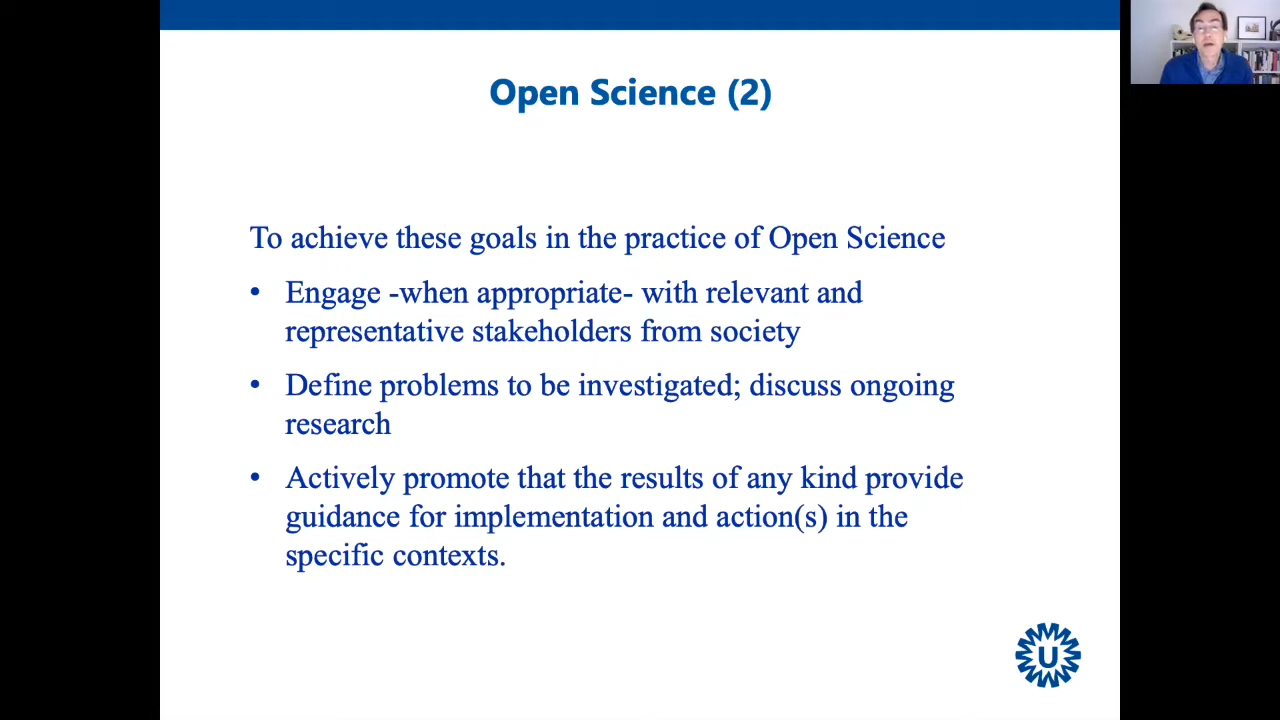 Open Science (2)
To achieve these goals in the practice of Open Science
• Engage -when appropriate- with relevant and
representative stakeholders from society
• Define problems to be investigated; discuss ongoing
research
• Actively promote that the results of any kind provide
guidance for implementation and action(s) in the
specific contexts.
U